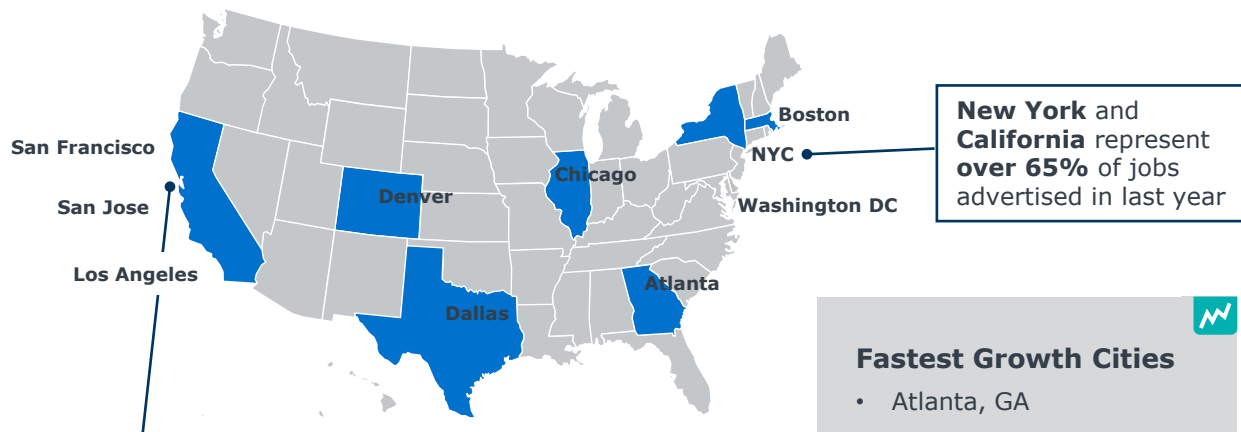 Boston
San Francisco
NYC
Chicago
Denver
San Jose
Washington DC
Los Angeles
Atlanta
Dallas
New York and
California represent
over 65% of jobs
advertised in last year
Fastest Growth Cities
• Atlanta, GA